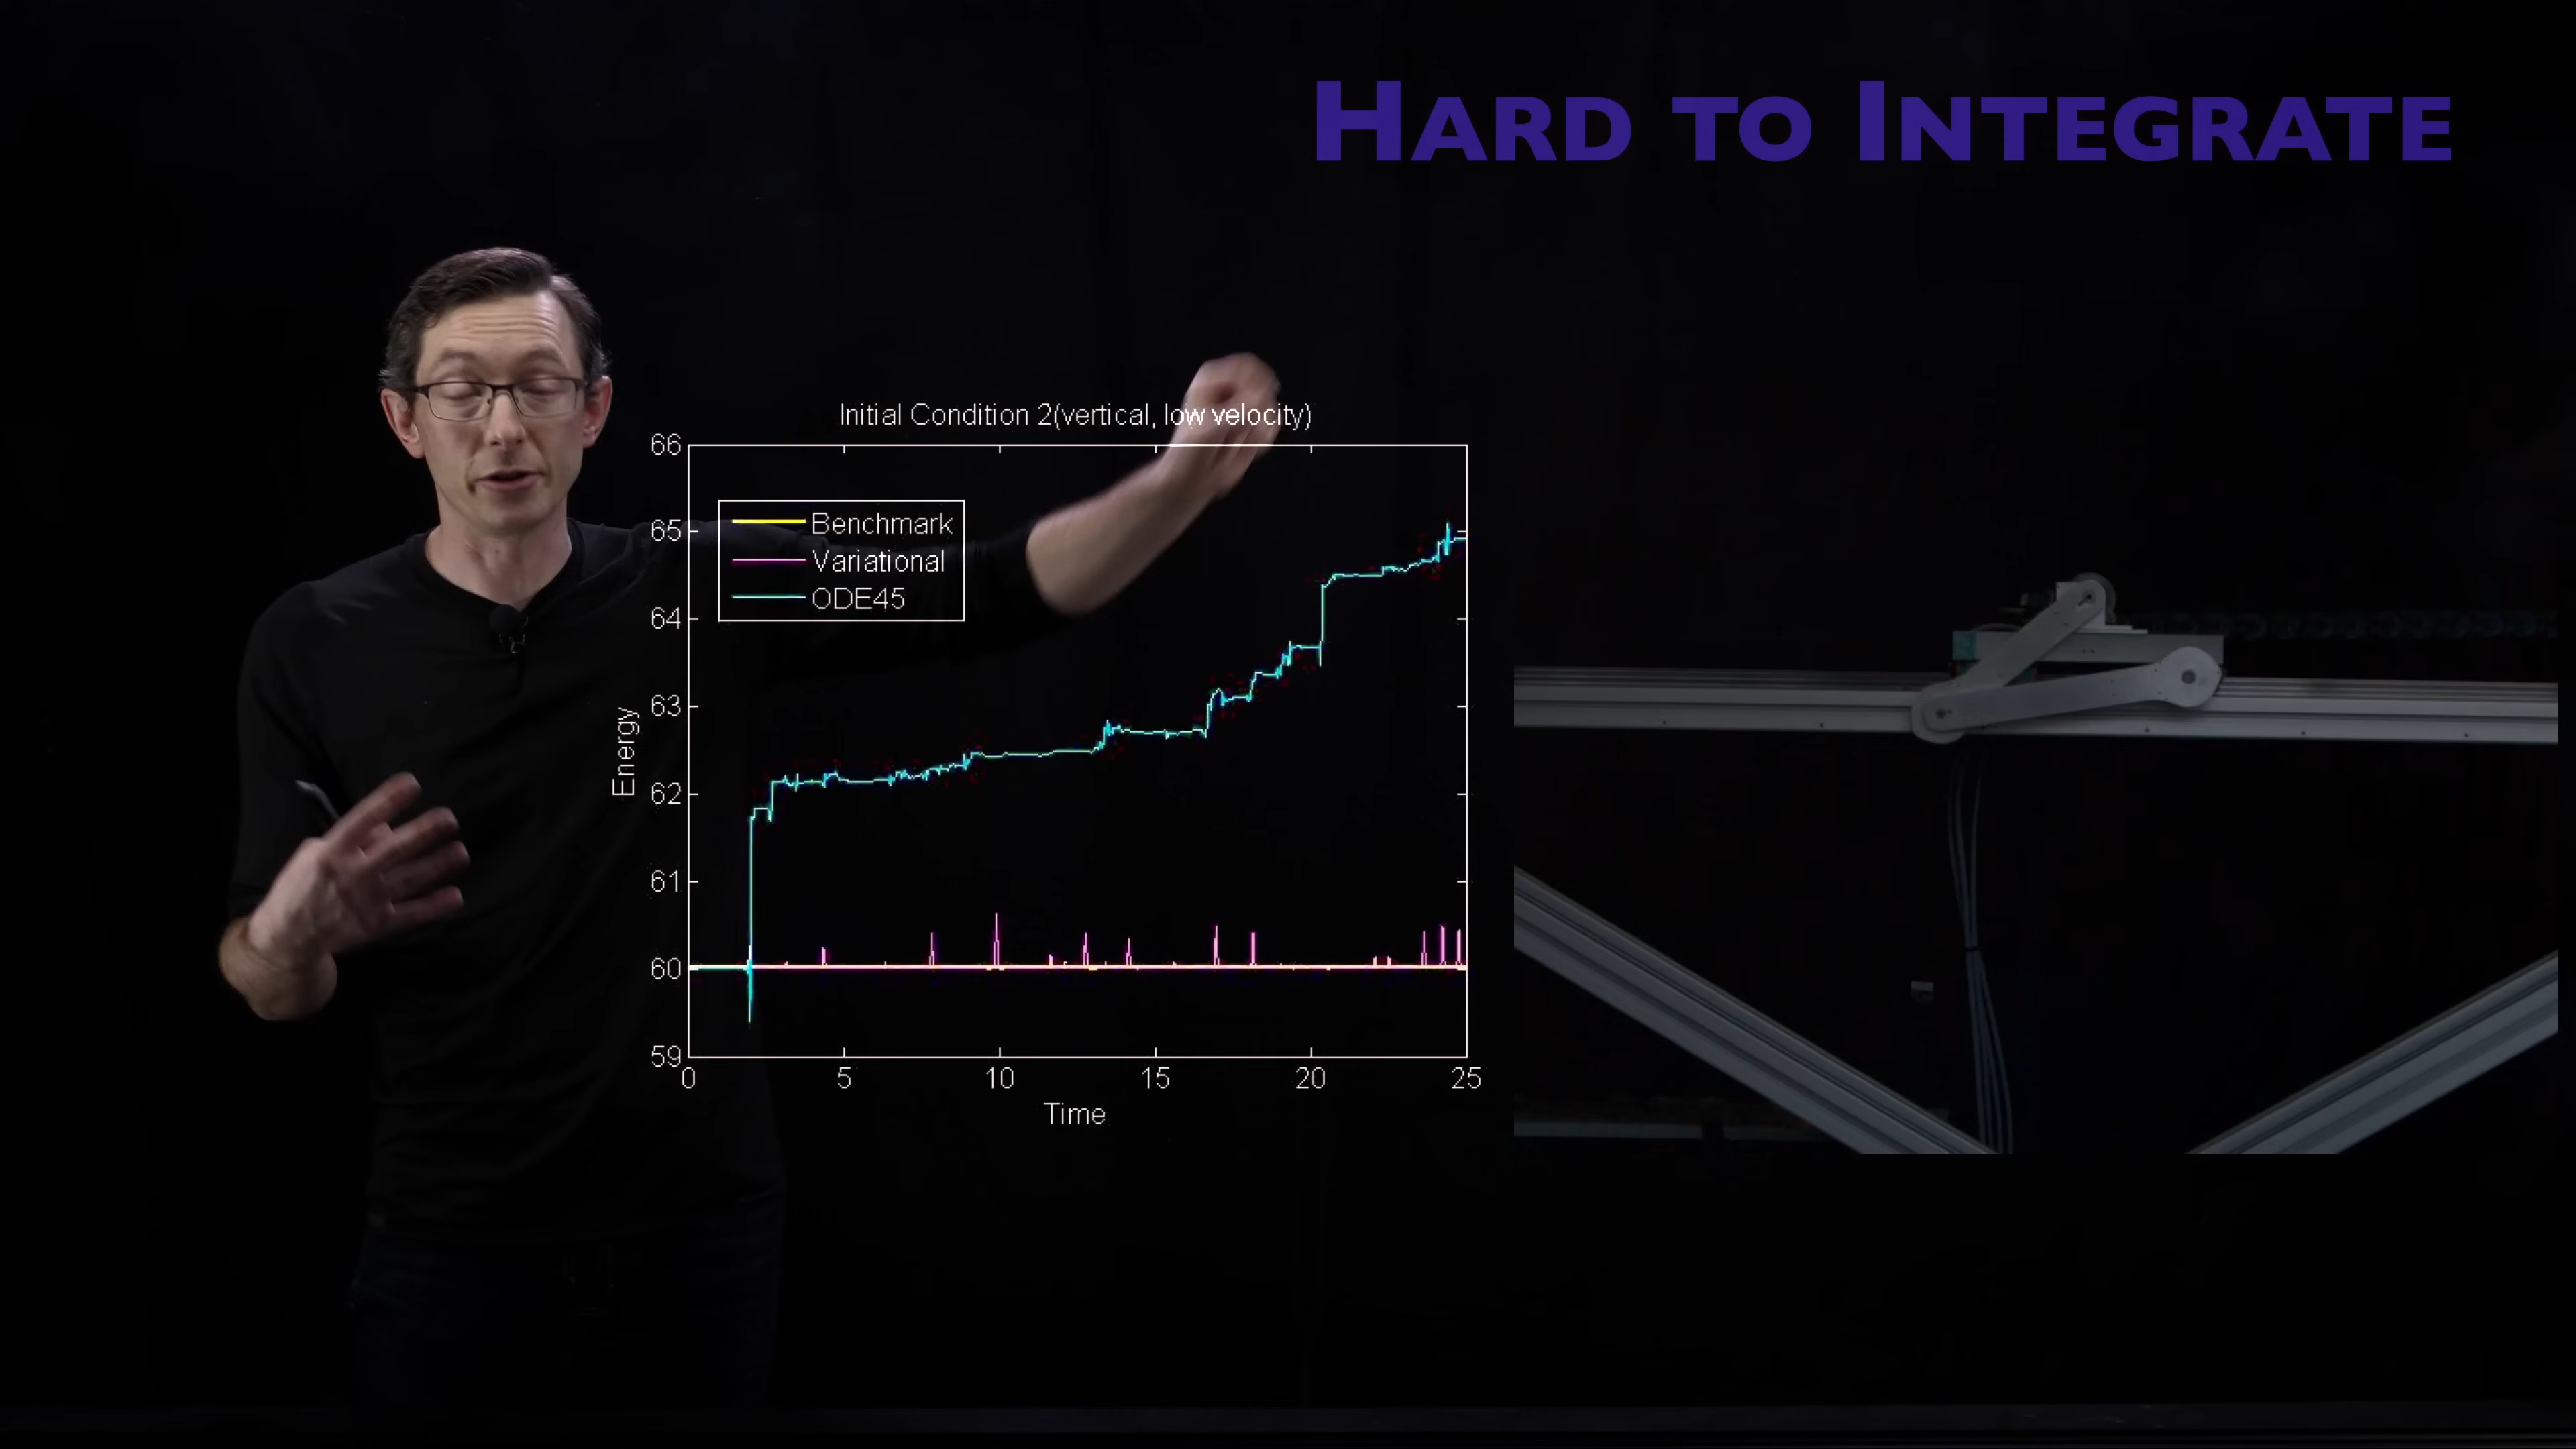 HARD TO INTEGRATE
Initial Condition 2(vertical, low velocity)
66
65
64
63
62
61
60
59
Energy
Benchmark
Variational
ODE45
0 5 10 15 20 25
Time